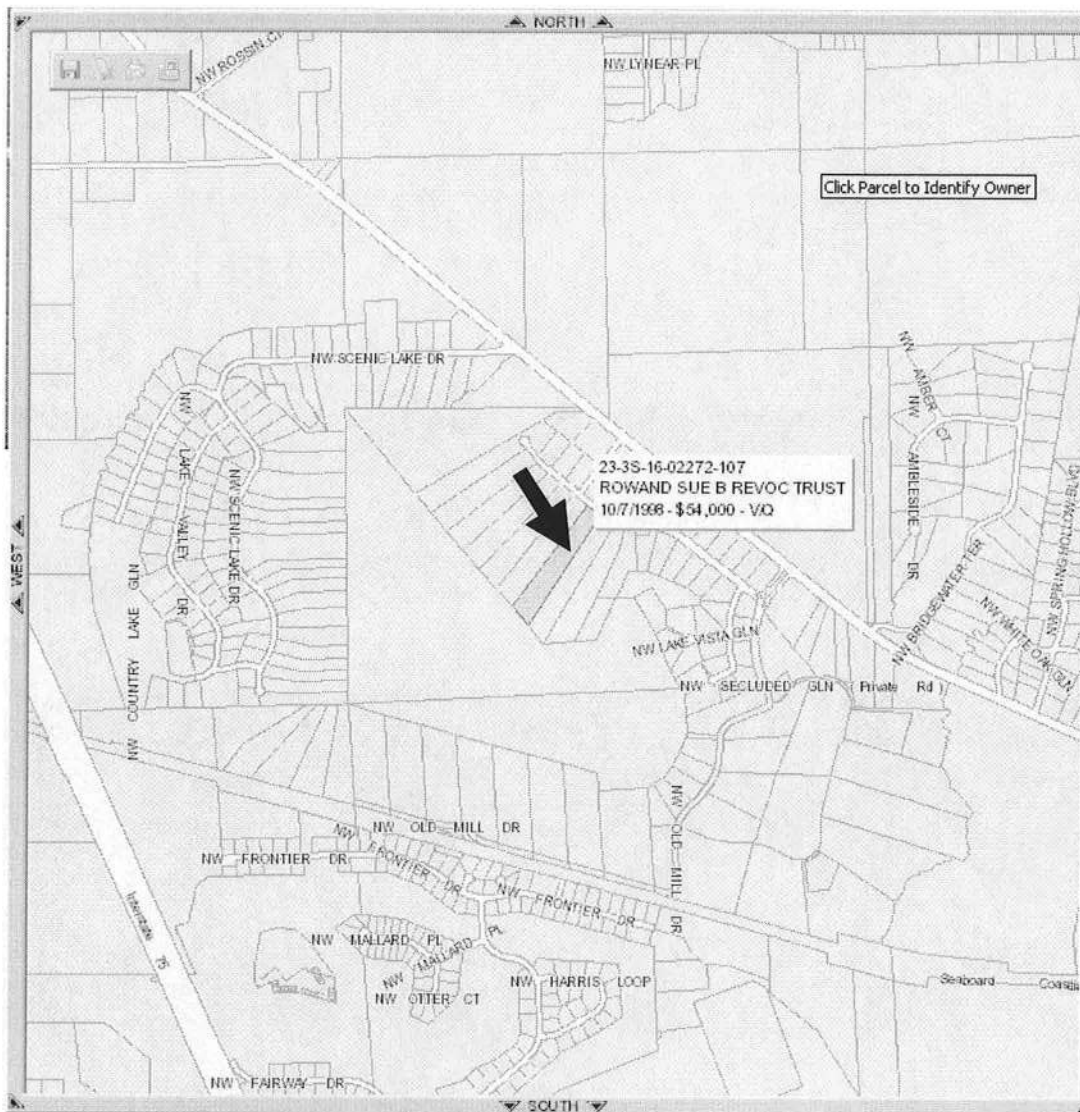 NORTH
NW ROSSIN CT
NW LYNEAR PL
Click Parcel to Identify Owner
NW SCENIC LAKE DR
NW AMBER CT
NW LAKE VALLEY DR
NW SCENIC LAKE DR
23-3S-16-02272-107
ROWAND SUE B REVOC TRUST
10/7/1998 - $54,000 - V/Q
NW AMBLESIDE DR
NW SPRING HOLLOW BLVD
WEST
NW COUNTRY LAKE GLN
NW BRIDGEWATER TER
NW WHITE OAK GLN
NW LAKE VISTA GLN
NW SECLUDED GLN ( Private Rd )
NW OLD MILL DR
NW OLD MILL DR
NW FRONTIER DR
NW FRONTIER DR
NW FRONTIER DR
Interstate 75
NW MALLARD PL
NW MALLARD PL
NW OTTER CT
NW HARRIS LOOP
Seaboard
NW FAIRWAY DR
SOUTH